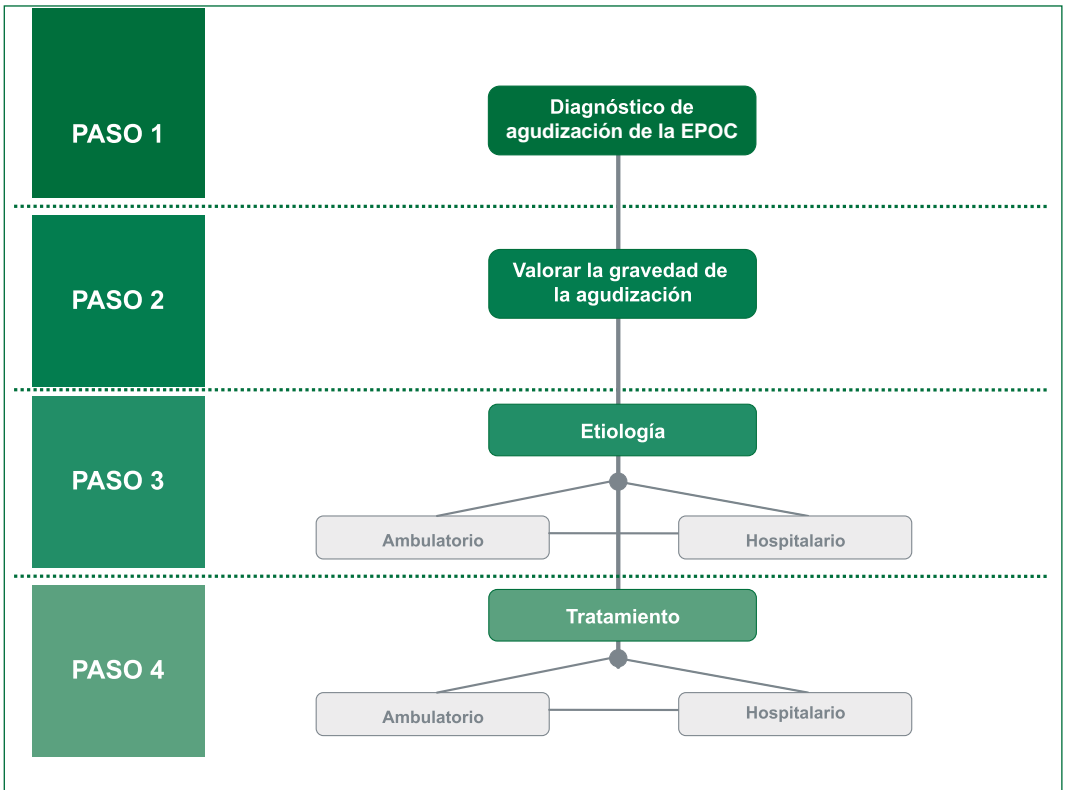 PASO 1
Diagnóstico de
agudización de la EPOC
PASO 2
Valorar la gravedad de
la agudización
PASO 3
Etiología
Ambulatorio
Hospitalario
PASO 4
Tratamiento
Ambulatorio
Hospitalario